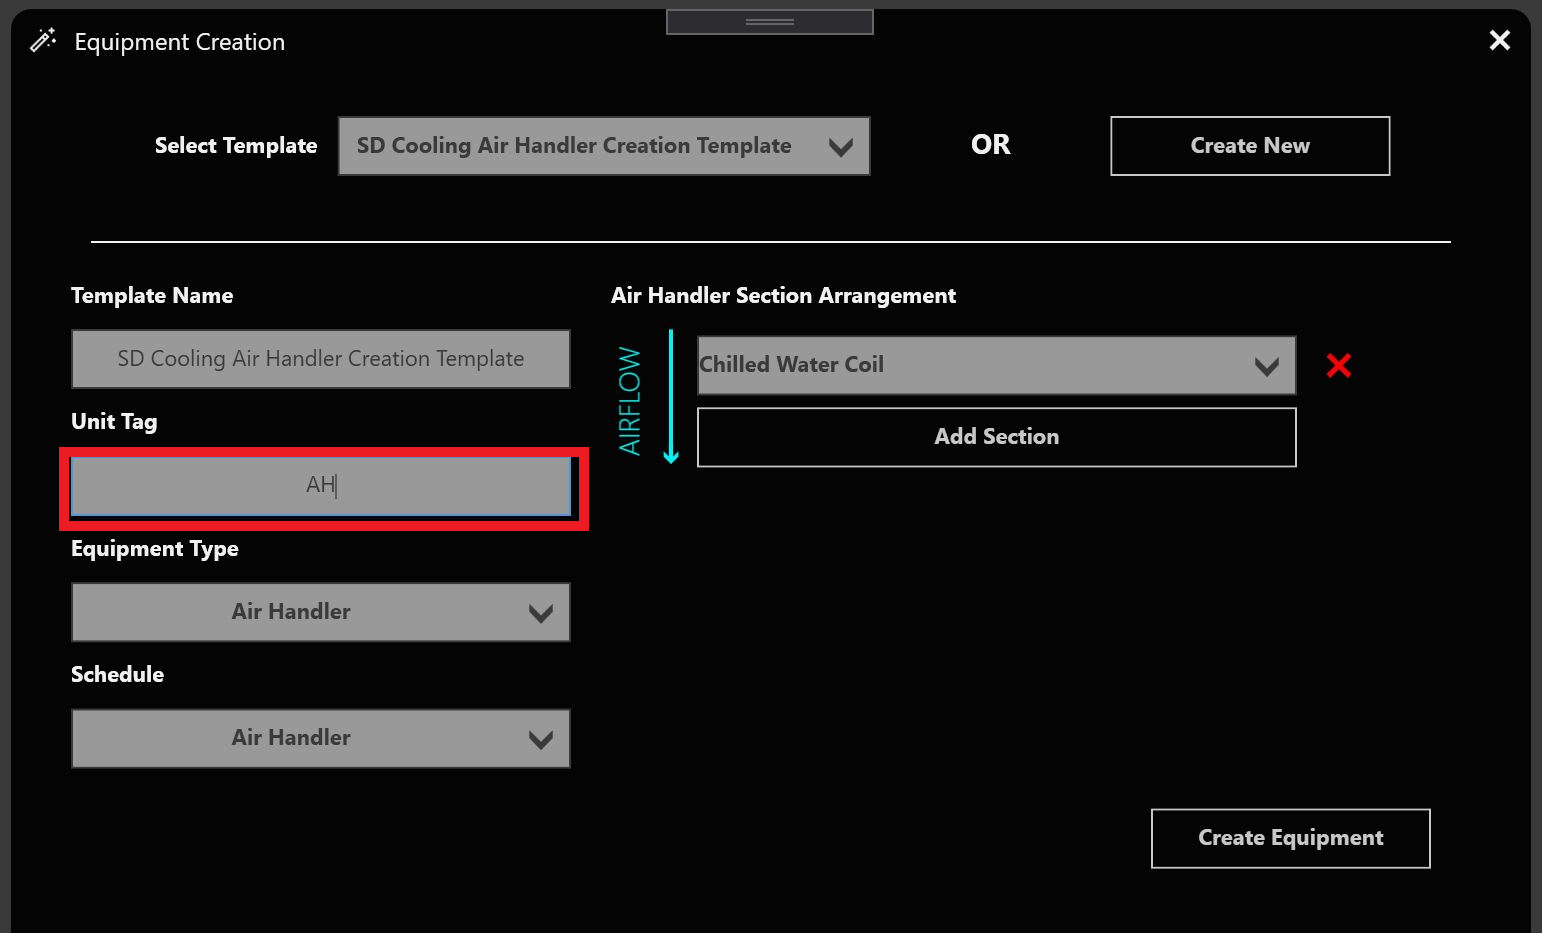 Equipment Creation
Select Template
SD Cooling Air Handler Creation Template
OR
Create New
Template Name
SD Cooling Air Handler Creation Template
Unit Tag
AH
Equipment Type
Air Handler
Schedule
Air Handler
Air Handler Section Arrangement
AIRFLOW
Chilled Water Coil
Add Section
Create Equipment